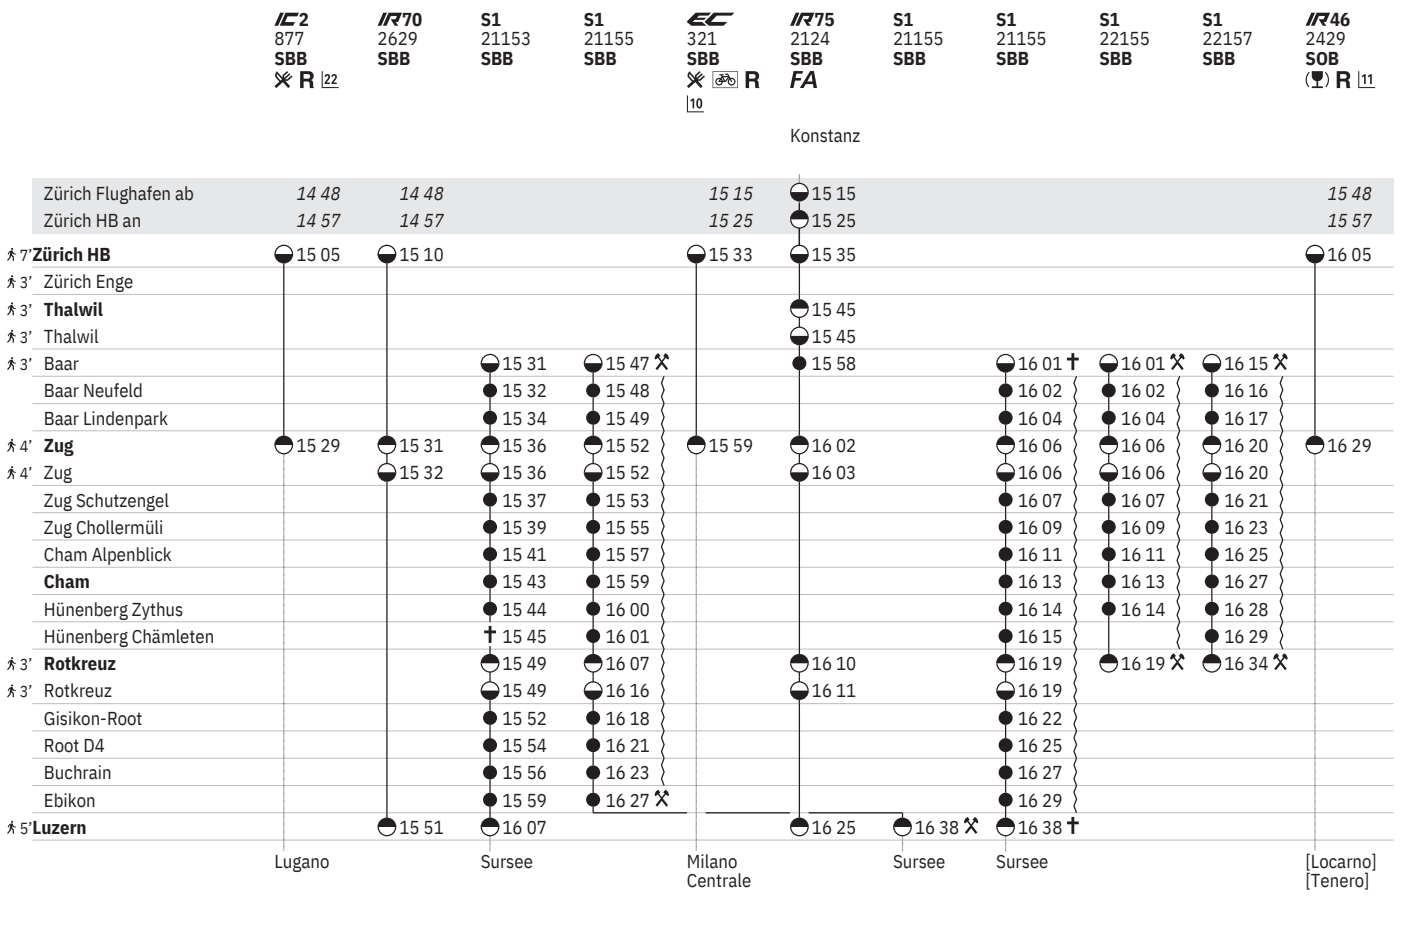 IC2 IR70 S1 S1 EC IR75 S1 S1 S1 S1 IR46
877 2629 21153 21155 321 2124 21155 21155 22155 22157 2429
SBB SBB SBB SBB SBB SBB SBB SBB SBB SBB SOB
R 22 R FA R 11
10
Konstanz
Zürich Flughafen ab 14 48 14 48 15 15 15 15 15 48
Zürich HB an 14 57 14 57 15 25 15 25 15 57
7' Zürich HB 15 05 15 10 15 33 15 35 16 05
3' Zürich Enge
3' Thalwil 15 45
3' Thalwil 15 45
3' Baar 15 31 15 47 15 58 16 01 16 01 16 15
Baar Neufeld 15 32 15 48 16 02 16 02 16 16
Baar Lindenpark 15 34 15 49 16 04 16 04 16 17
4' Zug 15 29 15 31 15 36 15 52 15 59 16 02 16 06 16 06 16 20 16 29
4' Zug 15 32 15 36 15 52 16 03 16 06 16 06 16 20
Zug Schutzengel 15 37 15 53 16 07 16 07 16 21
Zug Chollermüli 15 39 15 55 16 09 16 09 16 23
Cham Alpenblick 15 41 15 57 16 11 16 11 16 25
Cham 15 43 15 59 16 13 16 13 16 27
Hünenberg Zythus 15 44 16 00 16 14 16 14 16 28
Hünenberg Chämleten 15 45 16 01 16 15 16 29
3' Rotkreuz 15 49 16 07 16 10 16 19 16 19 16 34
3' Rotkreuz 15 49 16 16 16 11 16 19
Gisikon-Root 15 52 16 18 16 22
Root D4 15 54 16 21 16 25
Buchrain 15 56 16 23 16 27
Ebikon 15 59 16 27 16 29
5' Luzern 15 51 16 07 16 25 16 38 16 38
Lugano Sursee Milano Sursee Sursee [Locarno]
Centrale [Tenero]